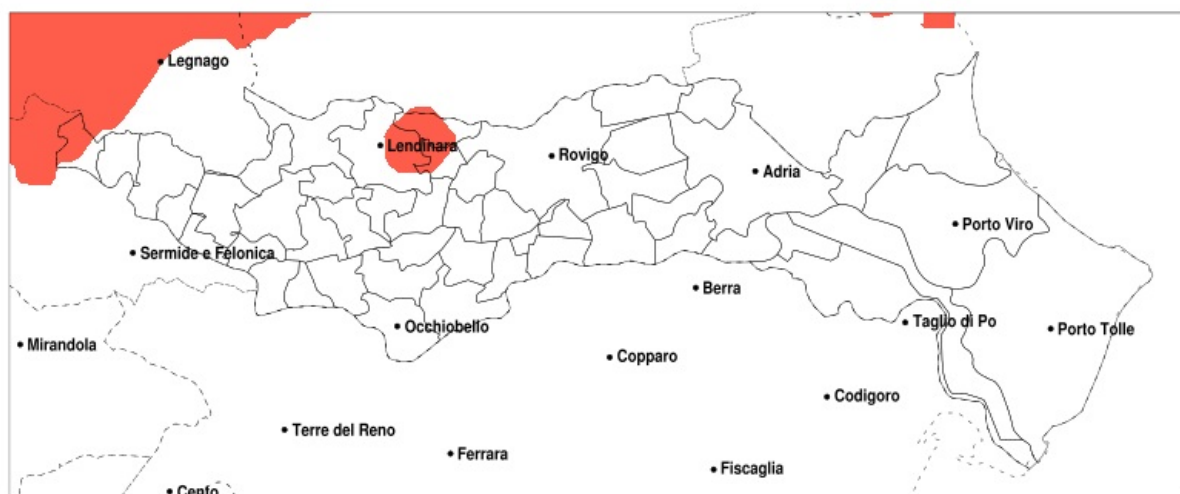 Legnago
Lendinara
Rovigo
Adria
Porto Viro
Sermide e Felonica
Berra
Taglio di Po
Porto Tolle
Occhiobello
Mirandola
Copparo
Codigoro
Terre del Reno
Ferrara
Fiscaglia
Cento